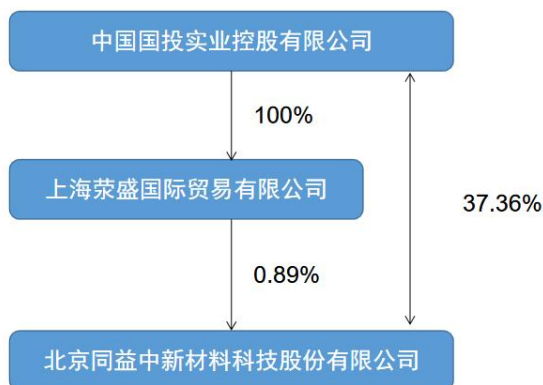 中国国投实业控股有限公司
100%
上海荥盛国际贸易有限公司
37.36%
0.89%
北京同益中新材料科技股份有限公司